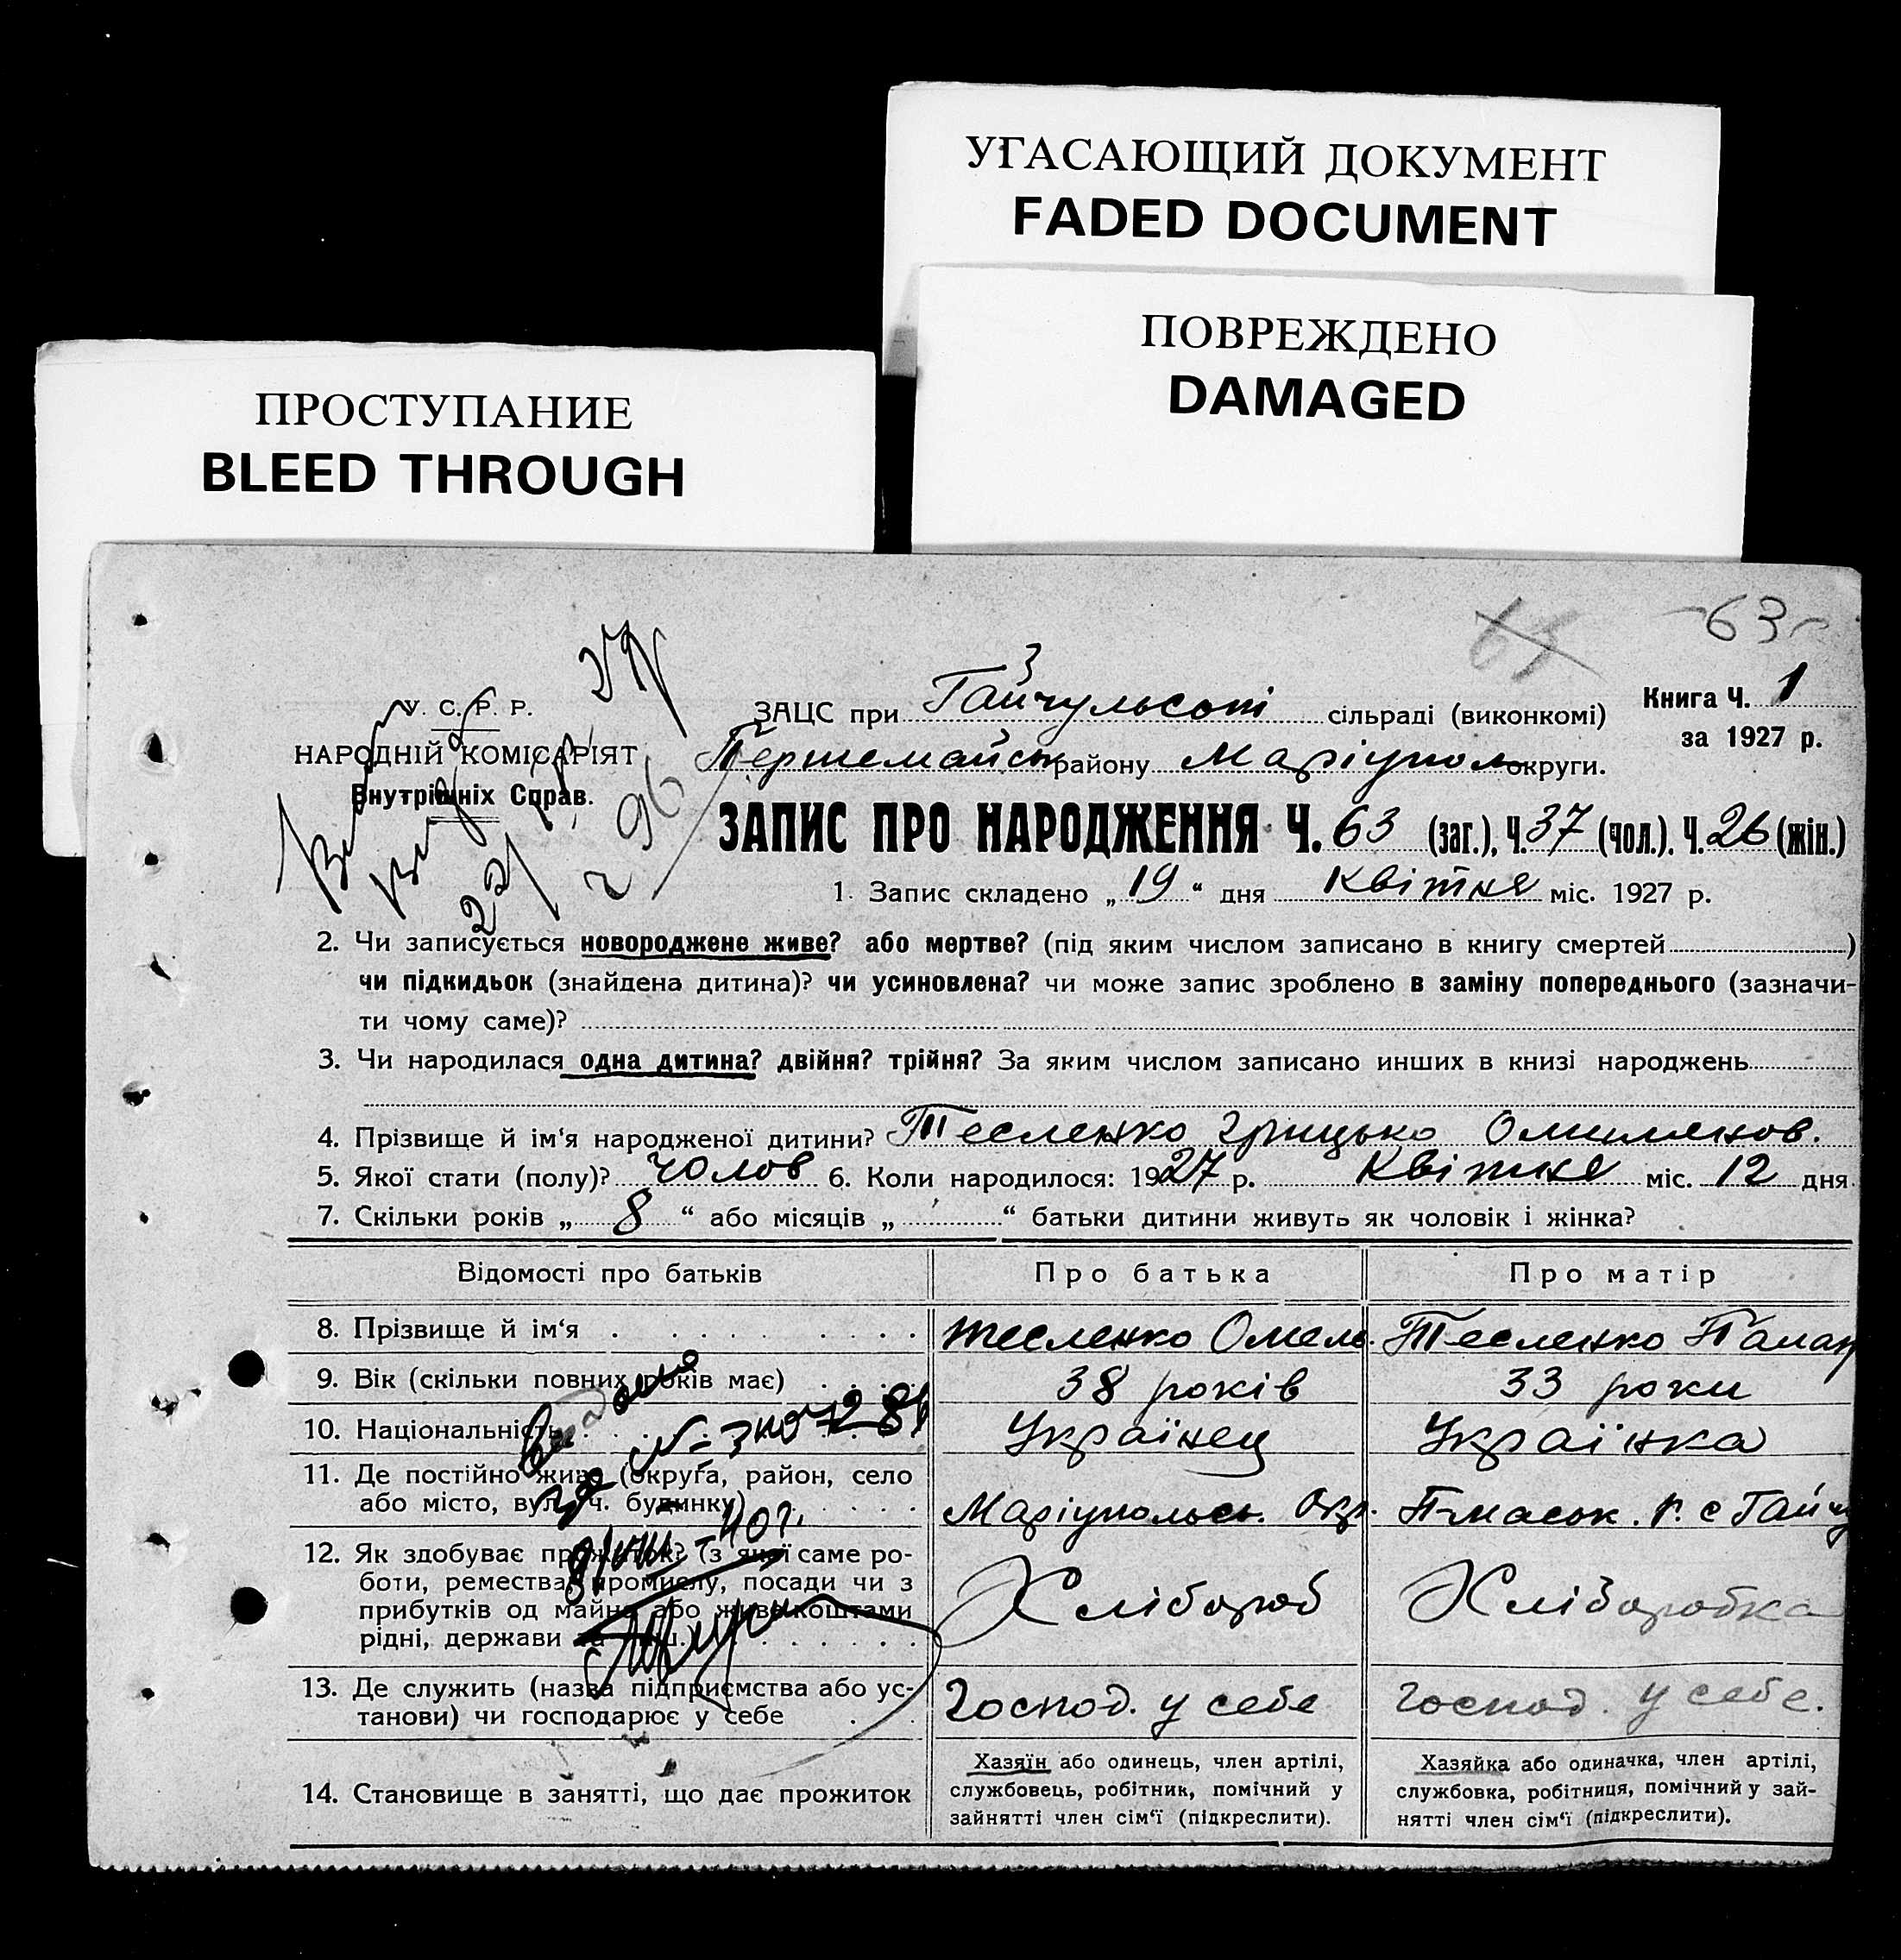 УГАСАЮЩИЙ ДОКУМЕНТ
FADED DOCUMENT
ПОВРЕЖДЕНО
DAMAGED
ПРОСТУПАНИЕ
BLEED THROUGH
63
У. С. Р. Р.
НАРОДНІЙ КОМІСАРІЯТ
Внутрішніх Справ.
ЗАЦС при Гайчульські сільраді (виконкомі)
Книга Ч. 1
за 1927 р.
Першемайськ району Маріупол округи.
ЗАПИС ПРО НАРОДЖЕННЯ Ч. 63 (заг.), Ч. 37 (чол.). Ч. 26 (жін.)
1. Запис складено „19“ дня Квітня міс. 1927 р.
2. Чи записується новороджене живе? або мертве? (під яким числом записано в книгу смертей )
чи підкидьок (знайдена дитина)? чи усиновлена? чи може запис зроблено в заміну попереднього (зазначи-
ти чому саме)?
3. Чи народилася одна дитина? двійня? трійня? За яким числом записано инших в книзі народжень
4. Прізвище й ім‘я народженої дитини? Тесленко Грицько Омелянов.
5. Якої стати (полу)? чолов 6. Коли народилося: 1927 р. Квітня міс. 12 дня
7. Скільки років „ 8 “ або місяців „ “ батьки дитини живуть як чоловік і жінка?
Відомості про батьків Про батька Про матір
8. Прізвище й ім‘я Тесленко Омель. Тесленко Палаг
9. Вік (скільки повних років має) 38 років 33 роки
10. Національність Українец Українка
11. Де постійно живе (округа, район, село
або місто, вул., ч. будинку) Маріупольсь. Окр. П-маськ. р. с Гайч
12. Як здобуває прожиток? (з якої саме ро-
боти, ремества, промислу, посади чи з
прибутків од майна або живе коштами
рідні, держави та инш.) Хлібороб Хлібороbка
13. Де служить (назва підприємства або ус-
танови) чи господарює у себе Господ. у себе Господ. у себе.
14. Становище в занятті, що дає прожиток
Хазяїн або одинець, член артілі,
службовець, робітник, помічний у
зайнятті член сім‘ї (підкреслити).
Хазяйка або одиначка, член артілі,
службовка, робітниця, помічний у зай-
нятті член сім‘ї (підкреслити).